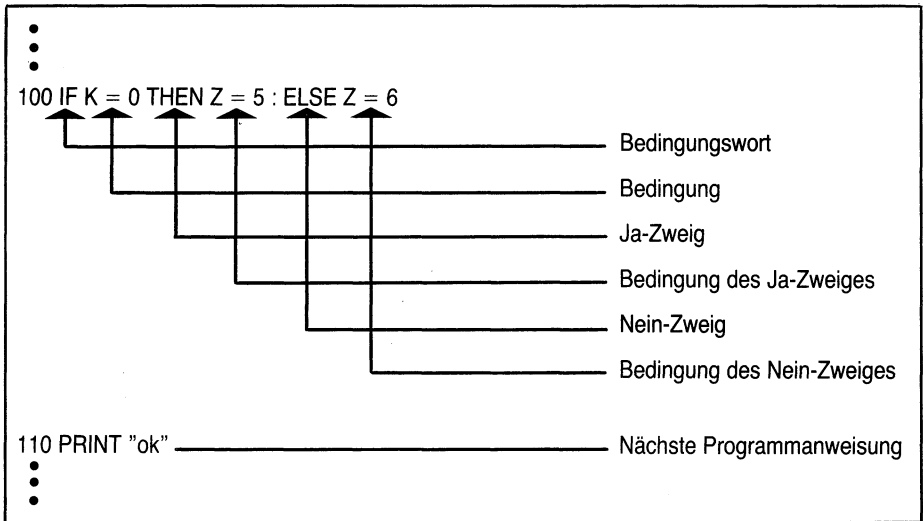 100 IF K = 0 THEN Z = 5 : ELSE Z = 6
Bedingungswort
Bedingung
Ja-Zweig
Bedingung des Ja-Zweiges
Nein-Zweig
Bedingung des Nein-Zweiges
110 PRINT ”ok” Nächste Programmanweisung